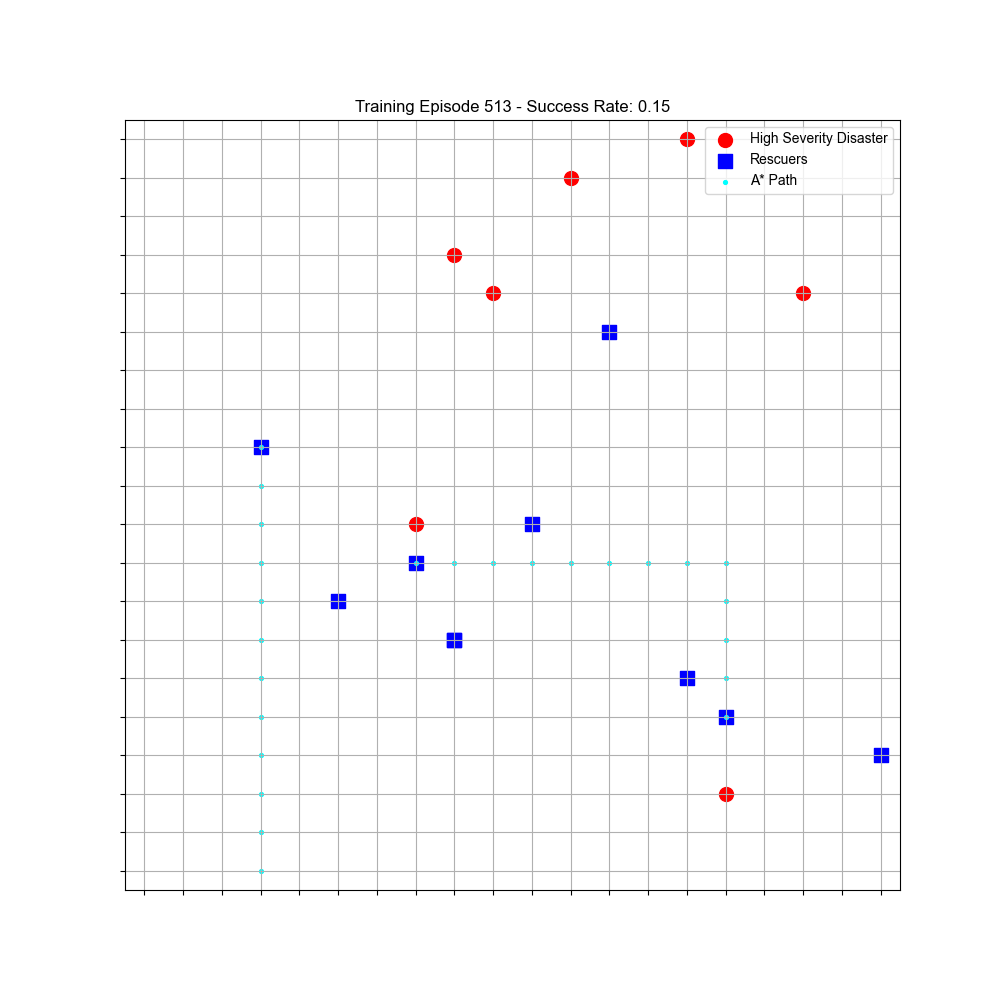 Training Episode 513 - Success Rate: 0.15
High Severity Disaster
Rescuers
A* Path